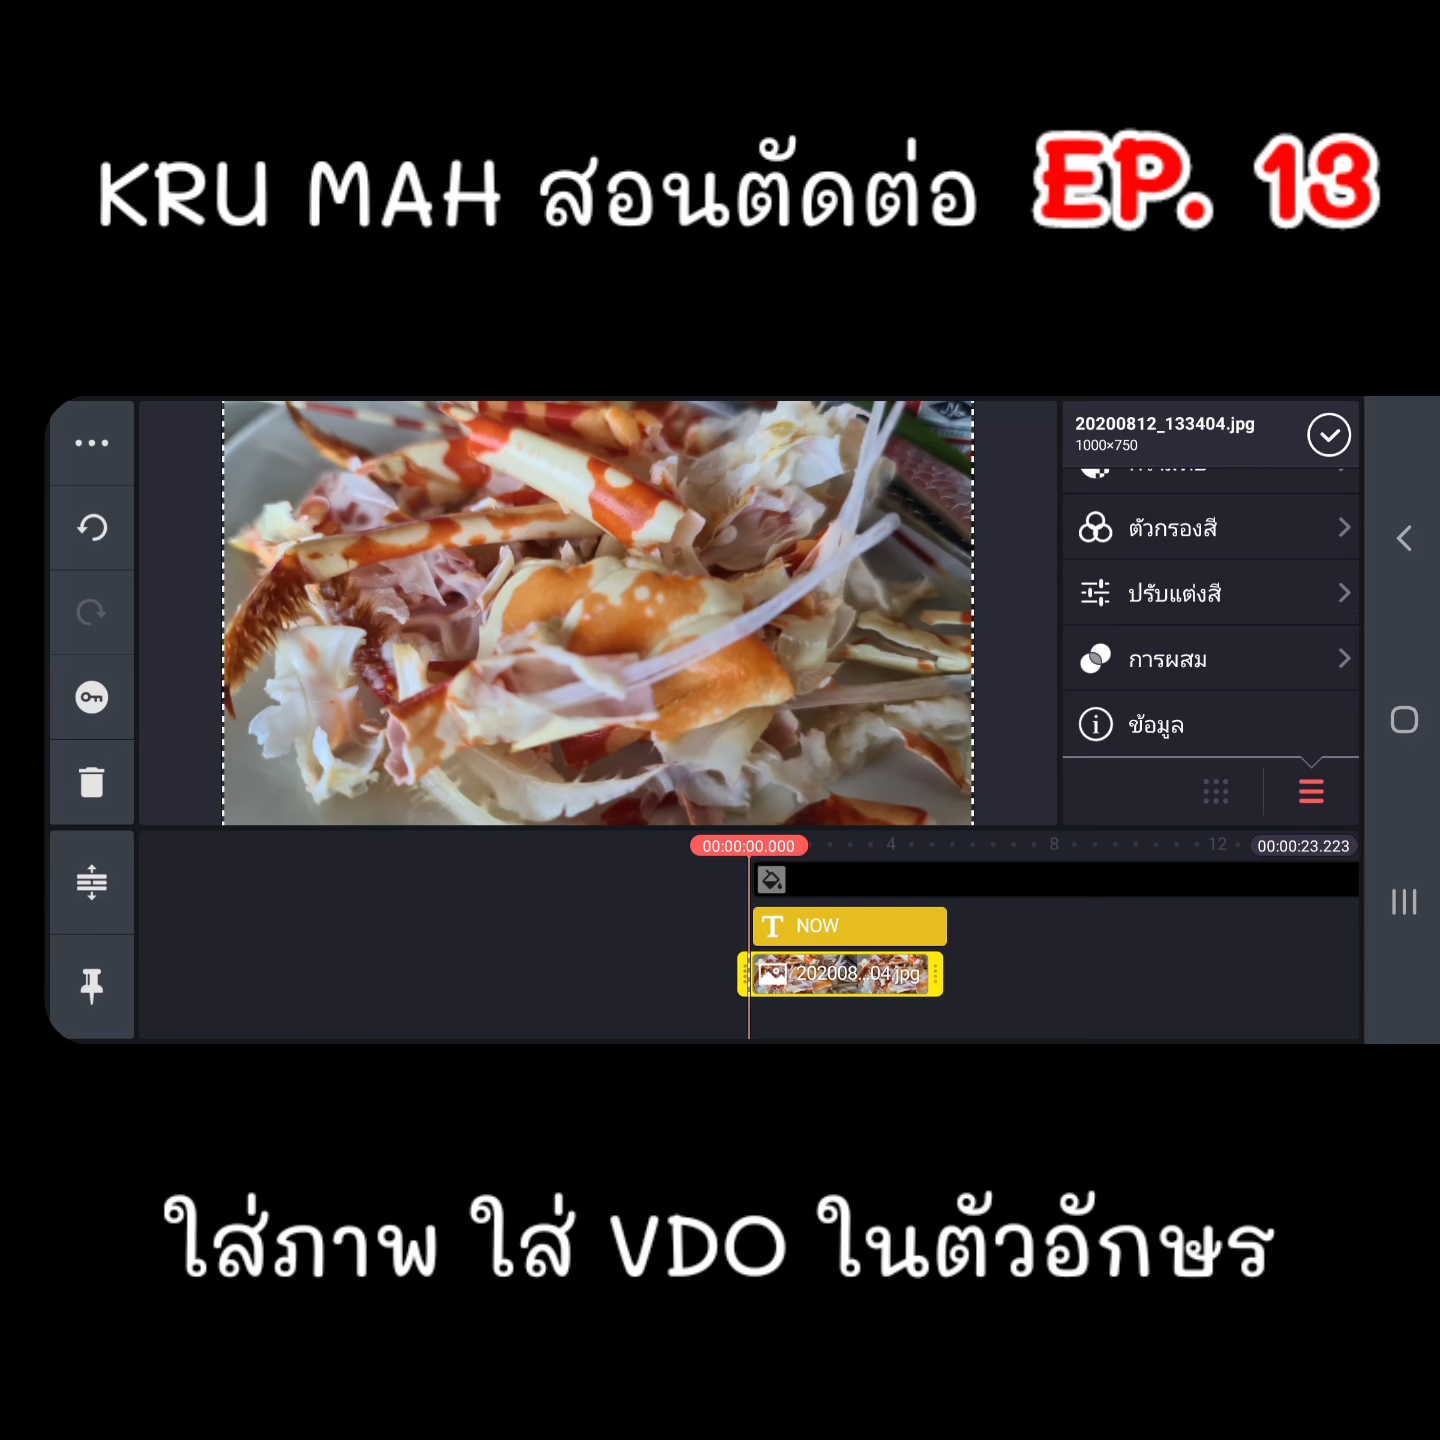 KRU MAH สอนตัดต่อ EP. 13
20200812_133404.jpg
1000×750
ตัวกรองสี
ปรับแต่งสี
การผสม
ข้อมูล
00:00:00.000 4 8 12 00:00:23.223
T NOW
202008...04.jpg
ใส่ภาพ ใส่ VDO ในตัวอักษร